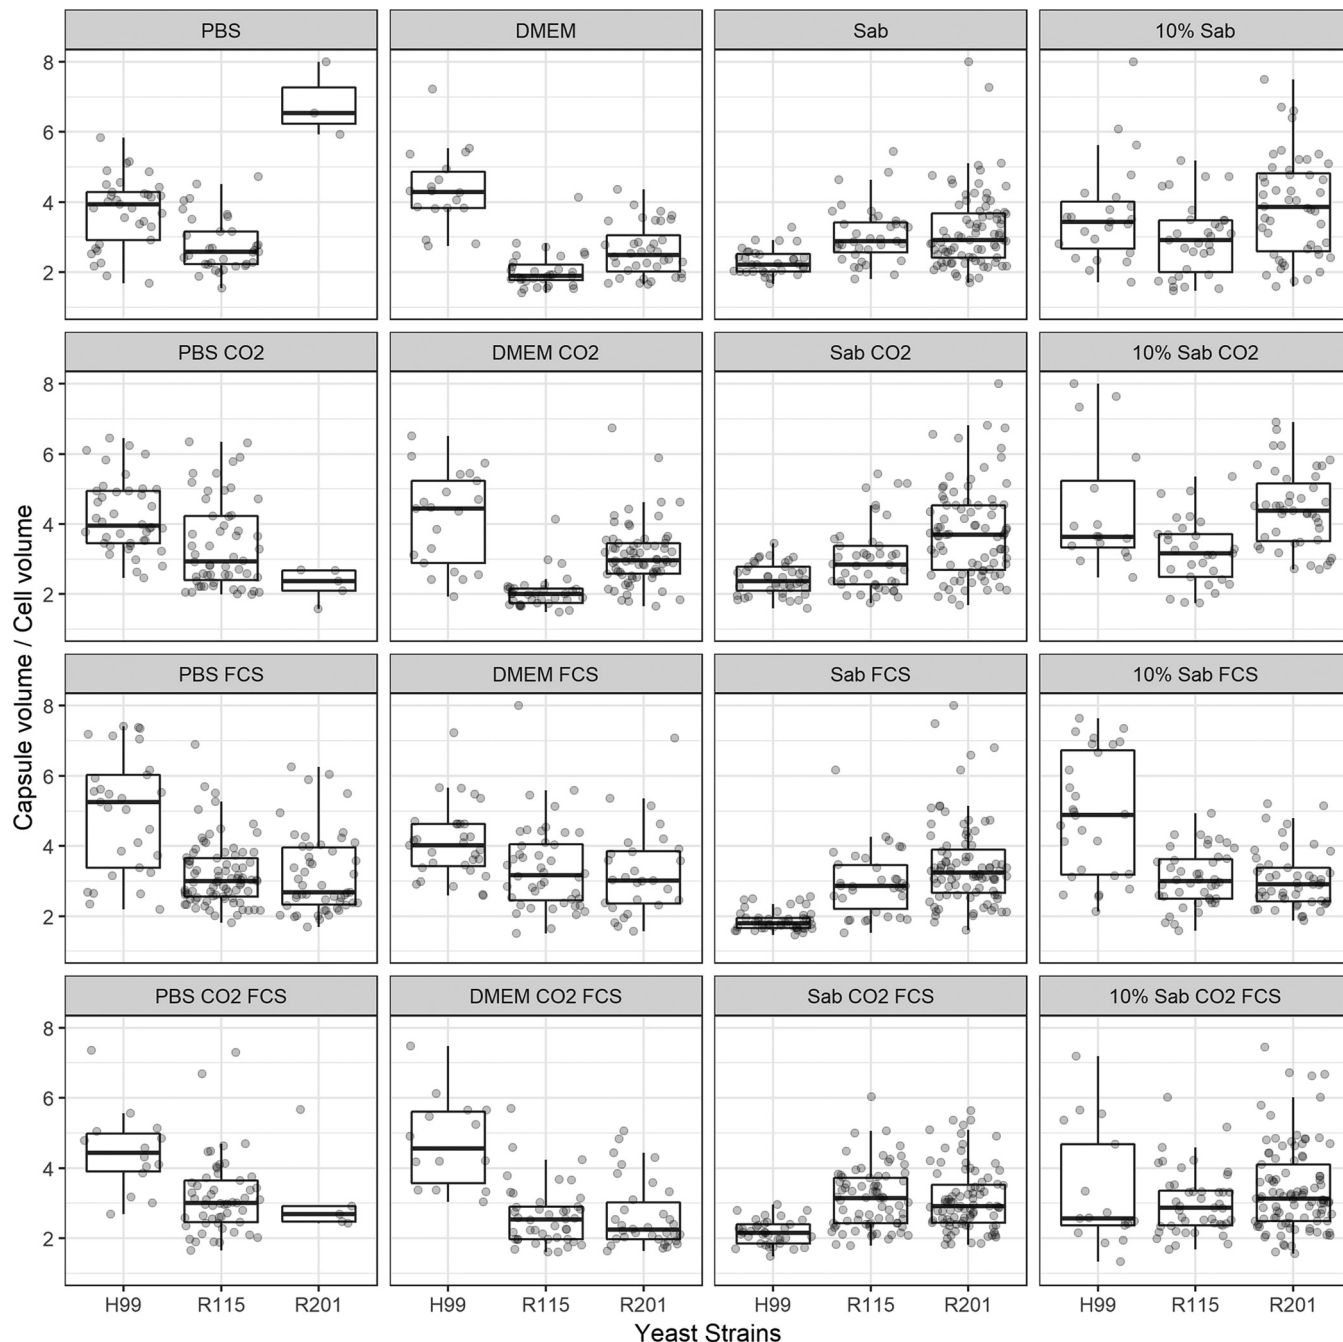 PBS DMEM Sab 10% Sab
8
6
4
2
PBS CO2 DMEM CO2 Sab CO2 10% Sab CO2
8
6
4
2
Capsule volume / Cell volume
PBS FCS DMEM FCS Sab FCS 10% Sab FCS
8
6
4
2
PBS CO2 FCS DMEM CO2 FCS Sab CO2 FCS 10% Sab CO2 FCS
8
6
4
2
H99 R115 R201 H99 R115 R201 H99 R115 R201 H99 R115 R201
Yeast Strains